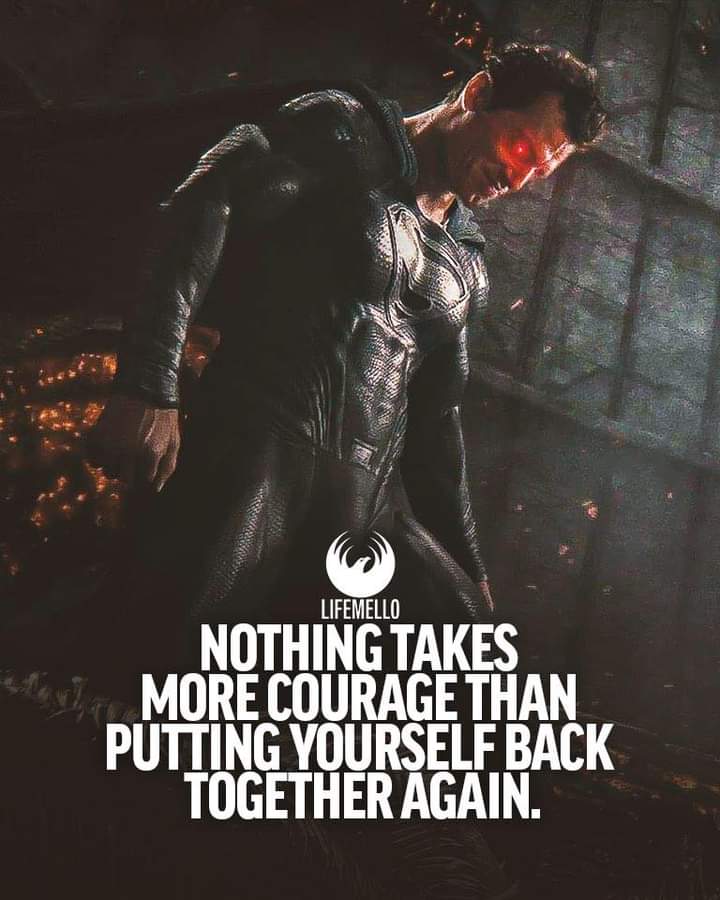 LIFEMELLO
NOTHING TAKES
MORE COURAGE THAN
PUTTING YOURSELF BACK
TOGETHER AGAIN.